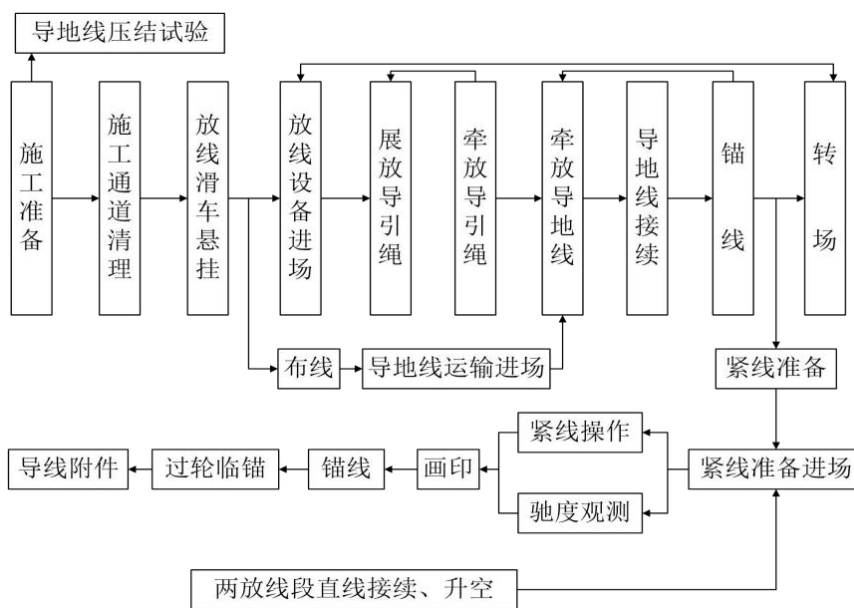 导地线压结试验
施工准备
施工通道清理
放线滑车悬挂
放线设备进场
展放导引绳
牵放导引绳
牵放导地线
导地线接续
锚线
转场
布线
导地线运输进场
紧线准备
紧线操作
导线附件
过轮临锚
锚线
画印
紧线准备进场
驰度观测
两放线段直线接续、升空